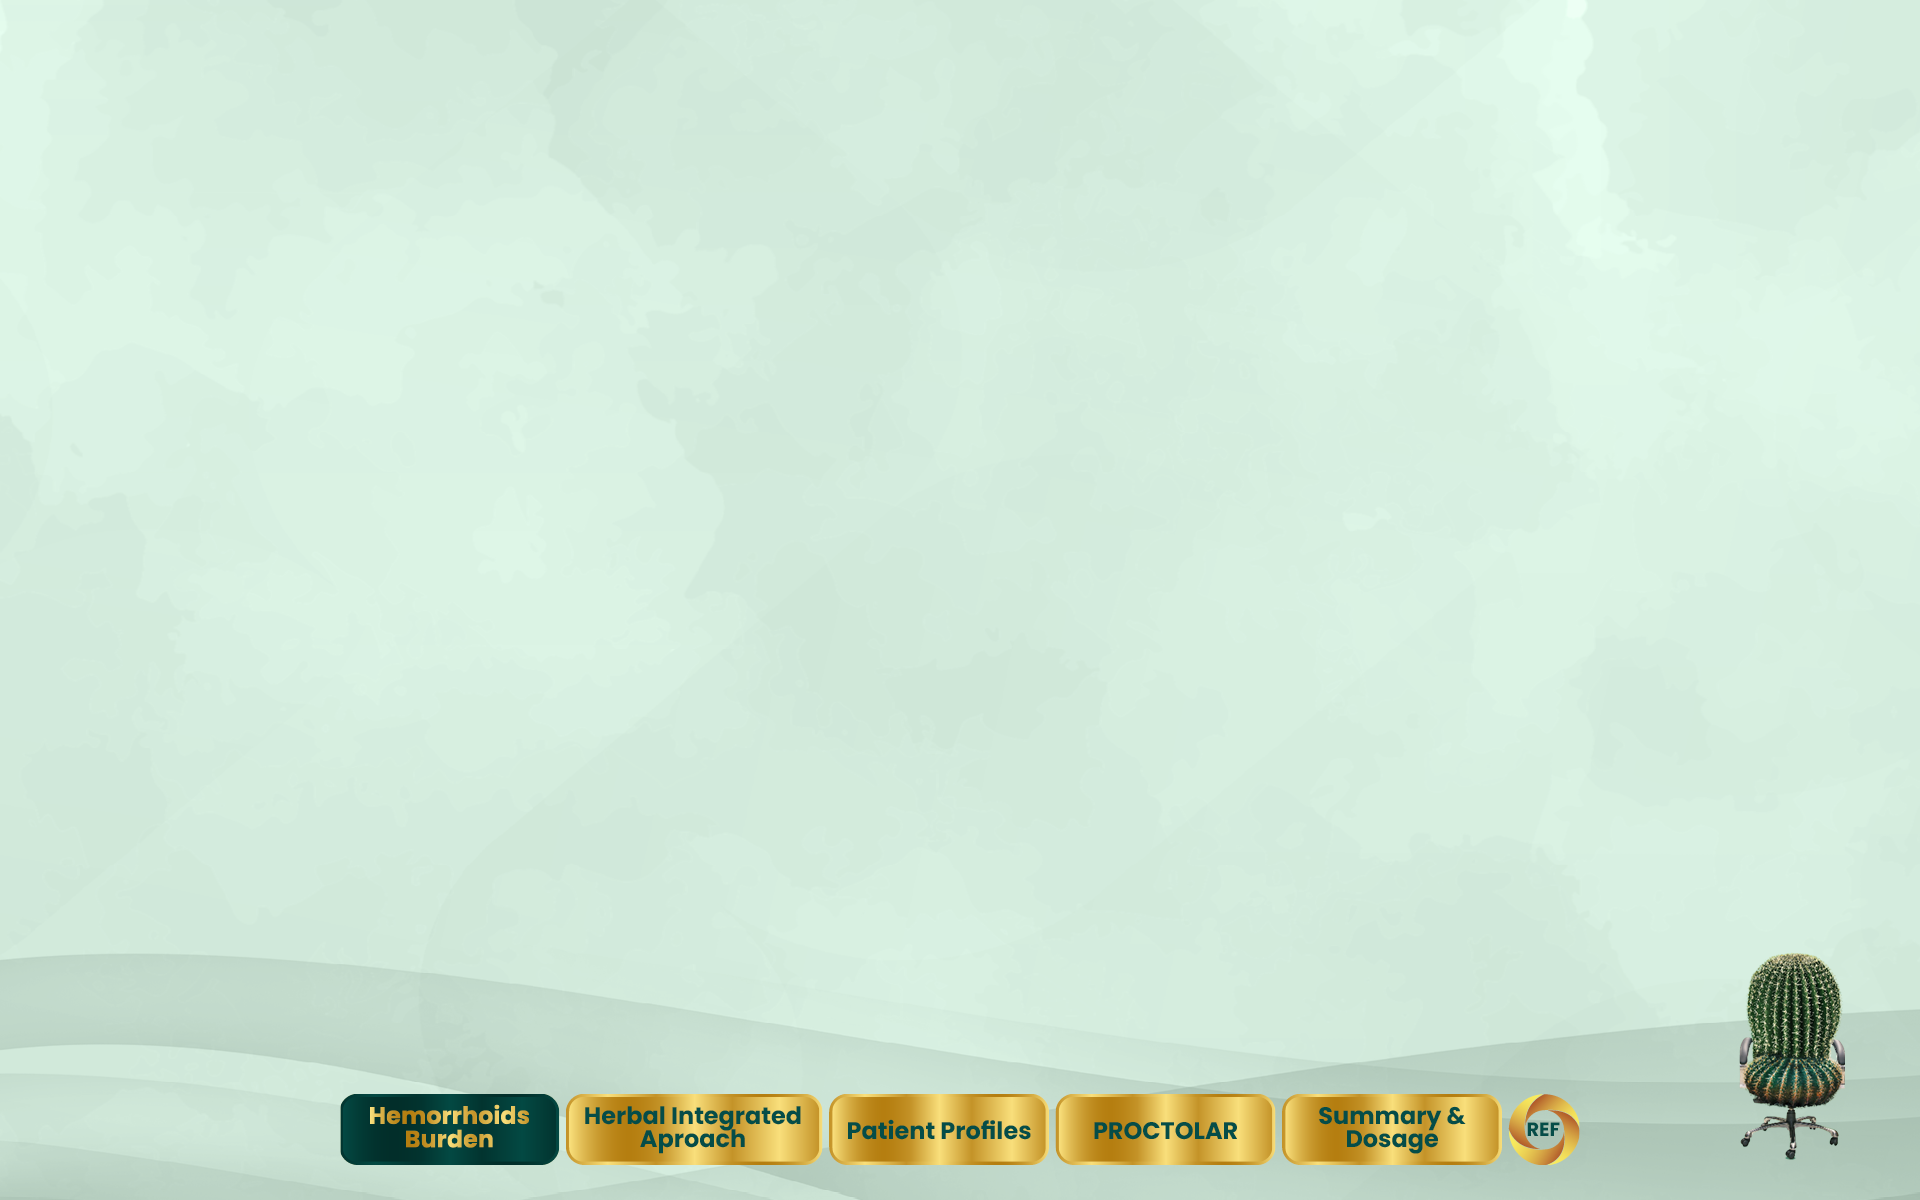 Hemorrhoids
Burden
Herbal Integrated
Aproach
Patient Profiles
PROCTOLAR
Summary &
Dosage
REF